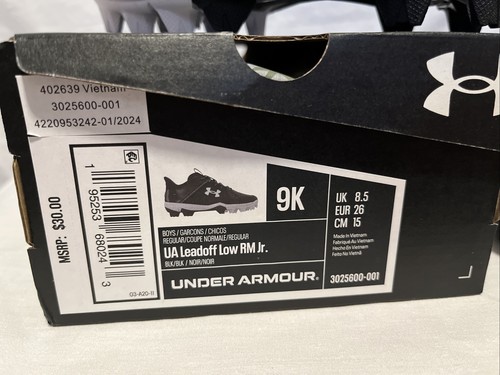 402639 Vietnam
3025600-001
4220953242-01/2024
MSRP: $30.00
1 95253 68024 3
03-A20-11
9K
UK 8.5
EUR 26
CM 15
BOYS / GARCONS / CHICOS
REGULAR/COUPE NORMALE/REGULAR
UA Leadoff Low RM Jr.
BLK/BLK / NOIR/NOIR
UNDER ARMOUR.
Made In Vietnam
Fabriqué Au Vietnam
Hecho En Vietnam
Feito No Vietnã
3025600-001